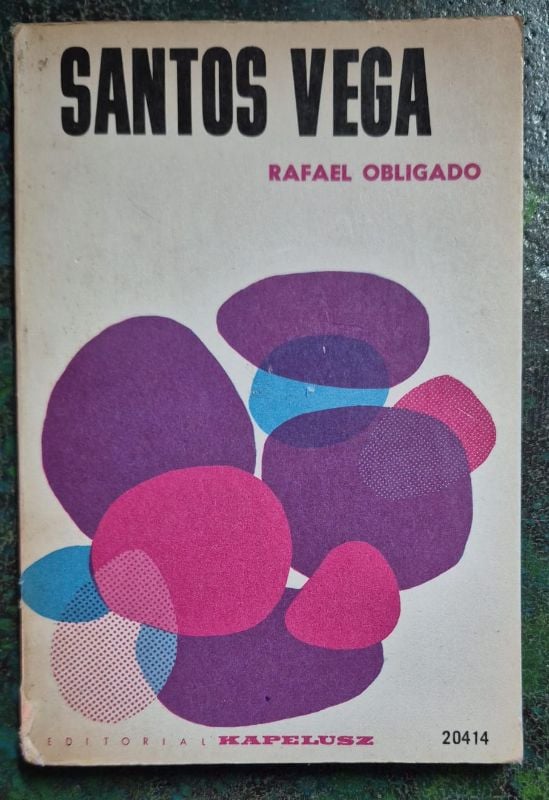 SANTOS VEGA
RAFAEL OBLIGADO
EDITORIAL KAPELUSZ 20414